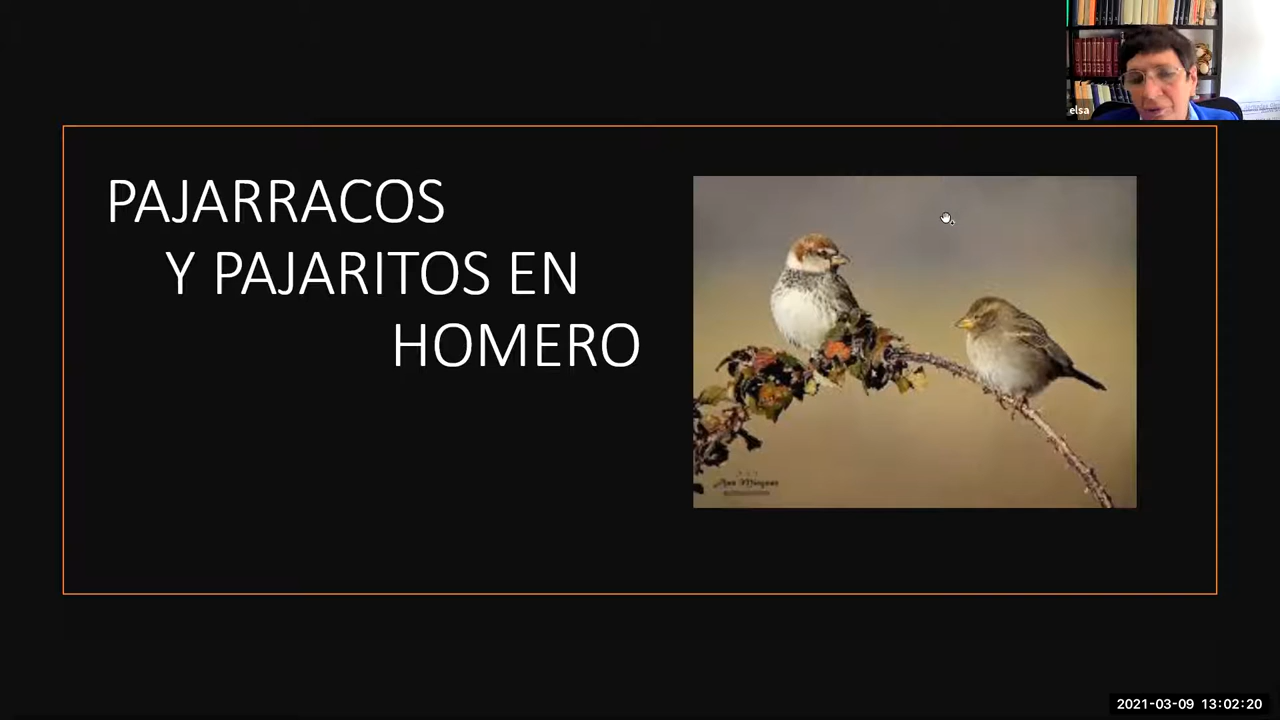 elsa
PAJARRACOS
Y PAJARITOS EN
HOMERO
2021-03-09 13:02:20